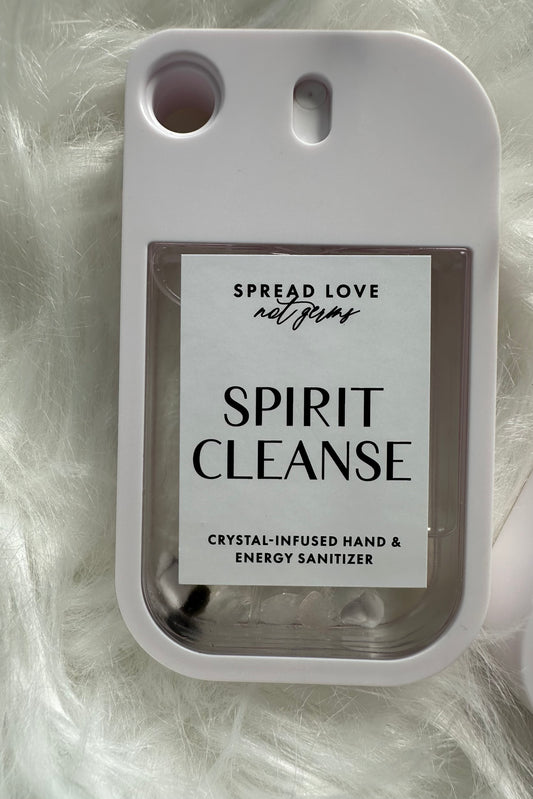 SPREAD LOVE
not germs
SPIRIT
CLEANSE
CRYSTAL-INFUSED HAND &
ENERGY SANITIZER